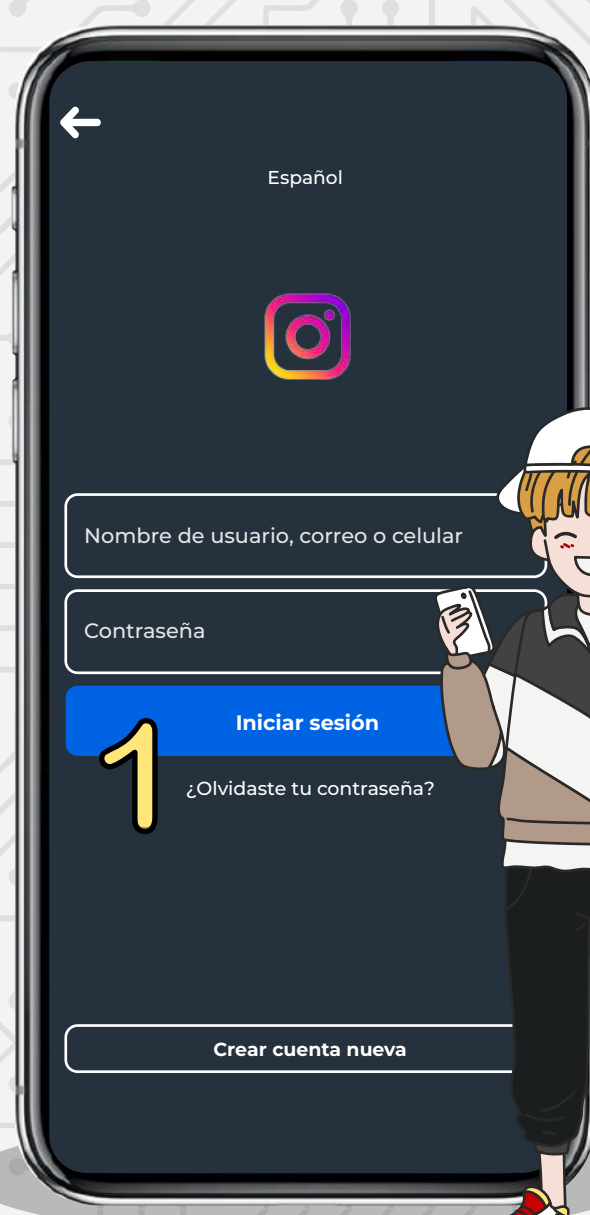 Español
Nombre de usuario, correo o celular
Contraseña
Iniciar sesión
1
¿Olvidaste tu contraseña?
Crear cuenta nueva